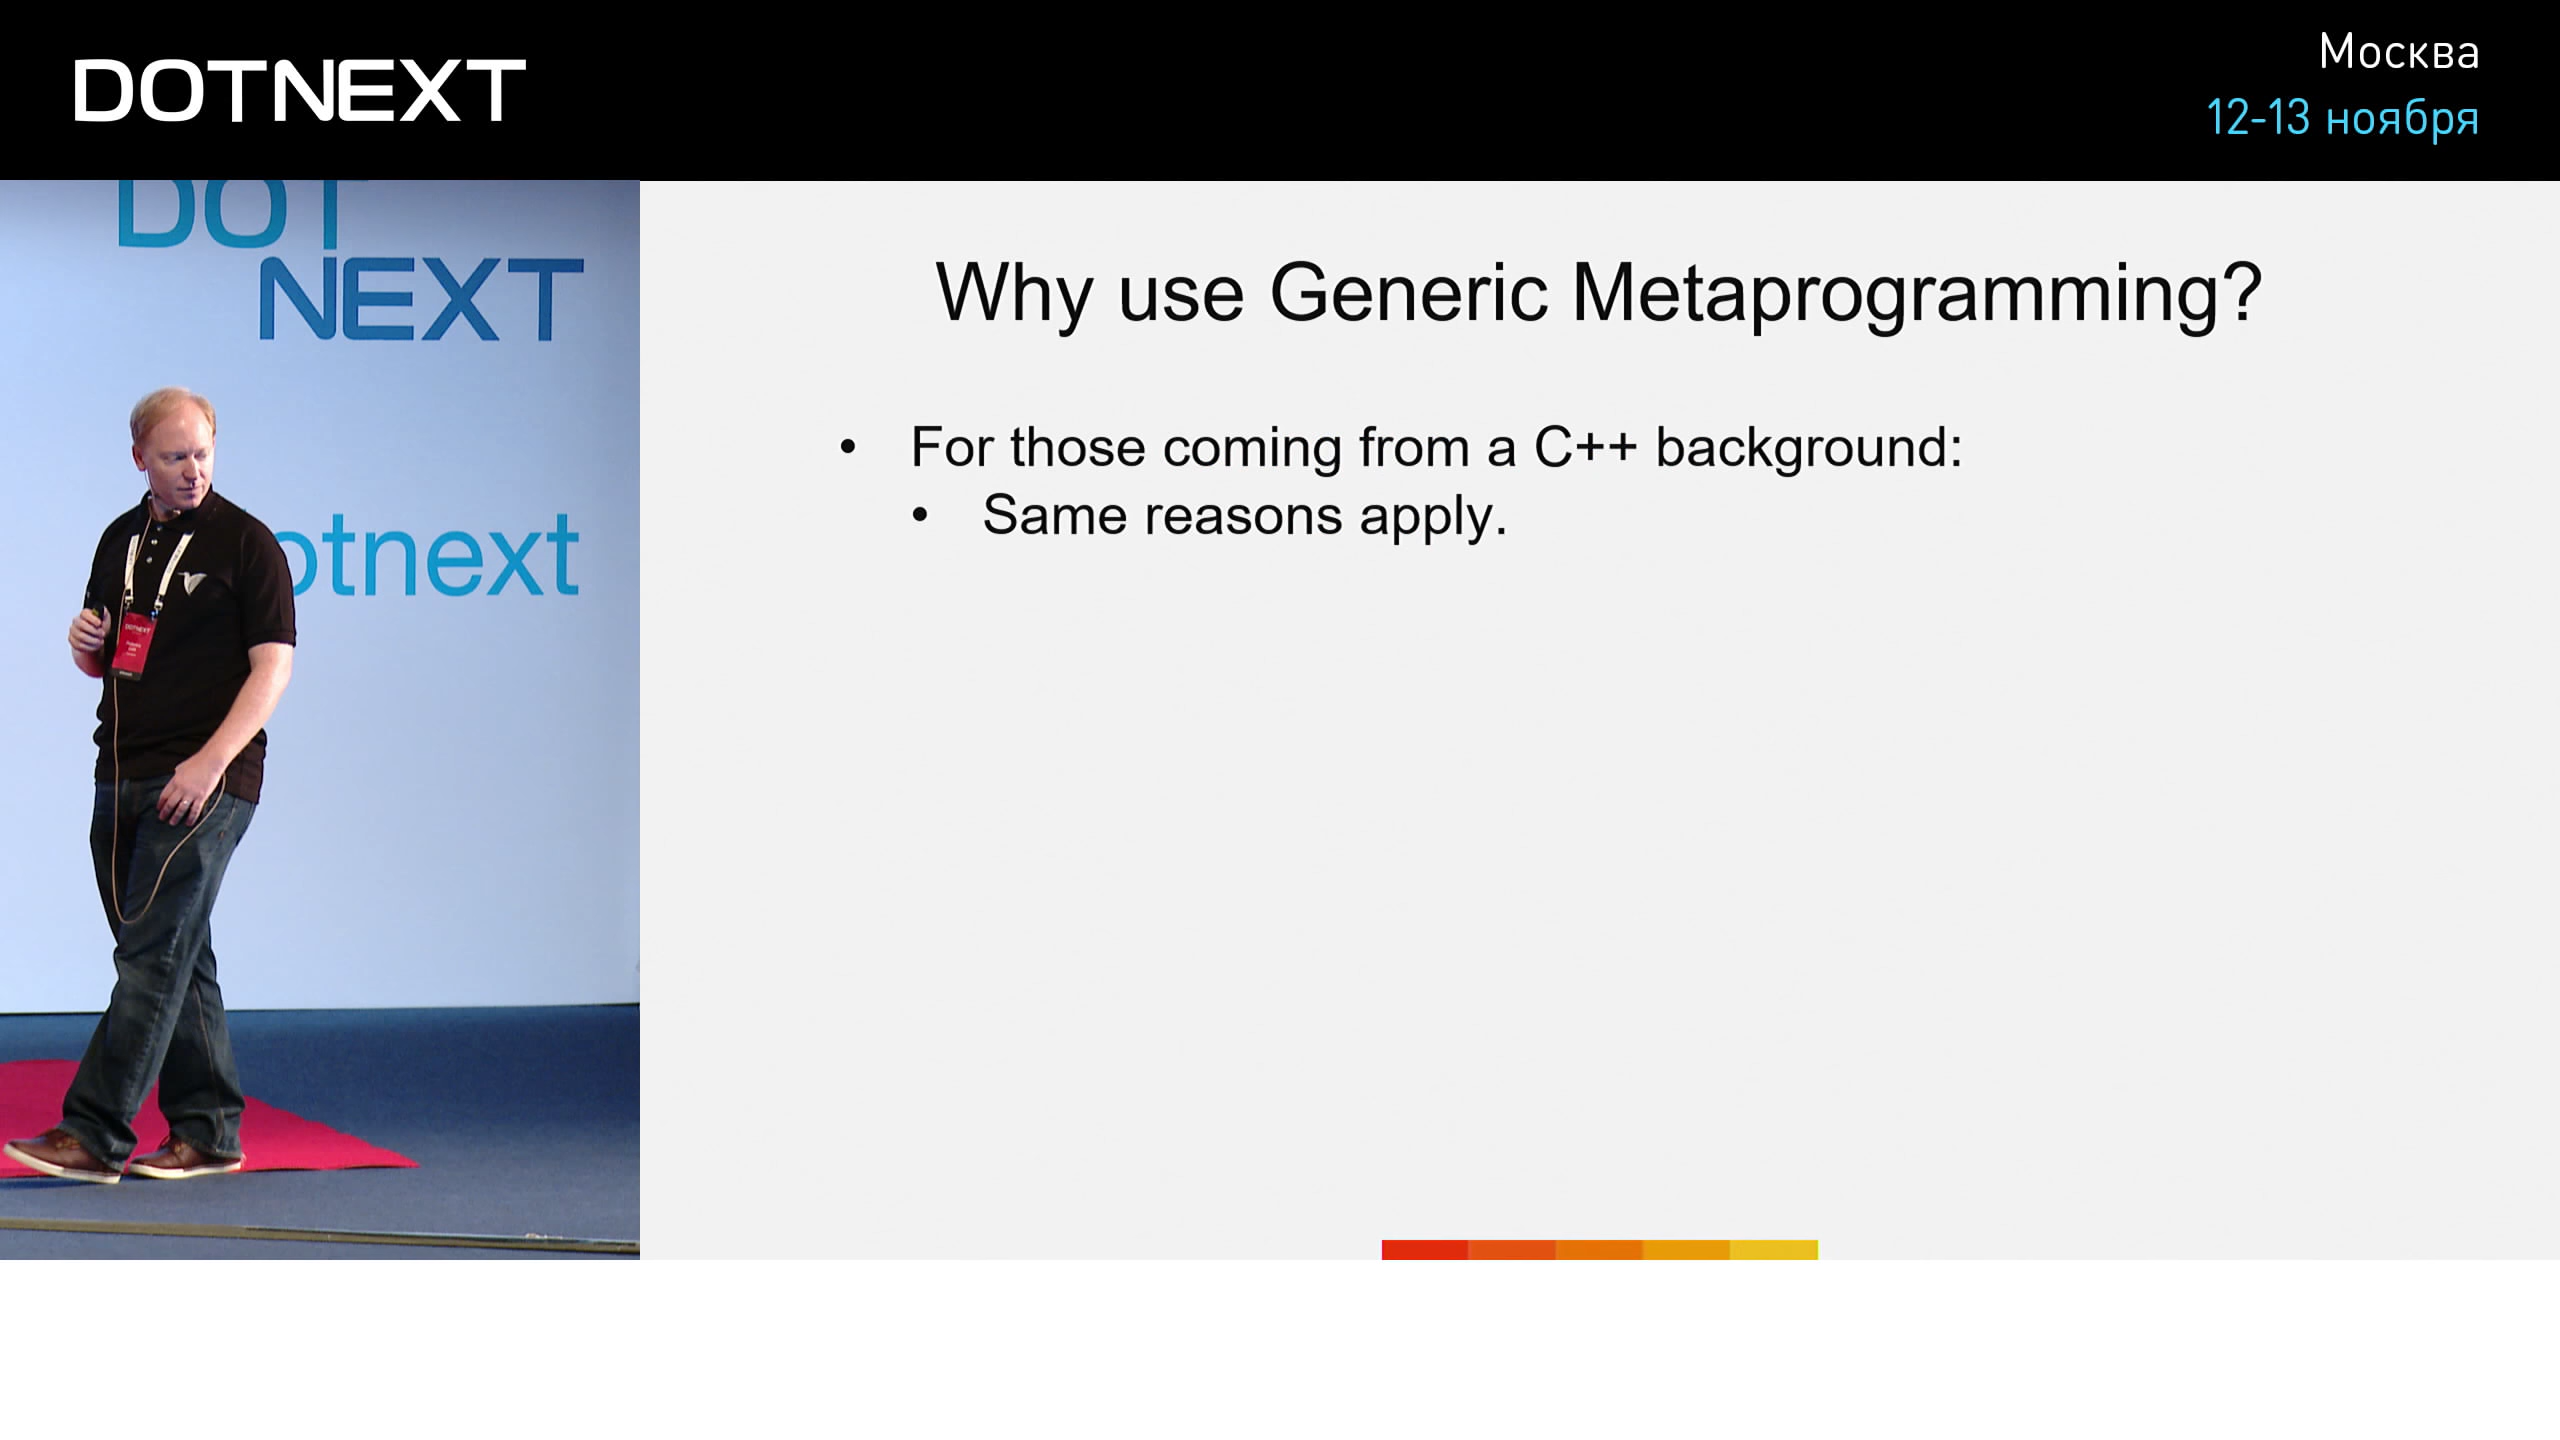 DOTNEXT
Москва
12-13 ноября
DOT
NEXT
otnext
DOTNEXT
Why use Generic Metaprogramming?
• For those coming from a C++ background:
• Same reasons apply.